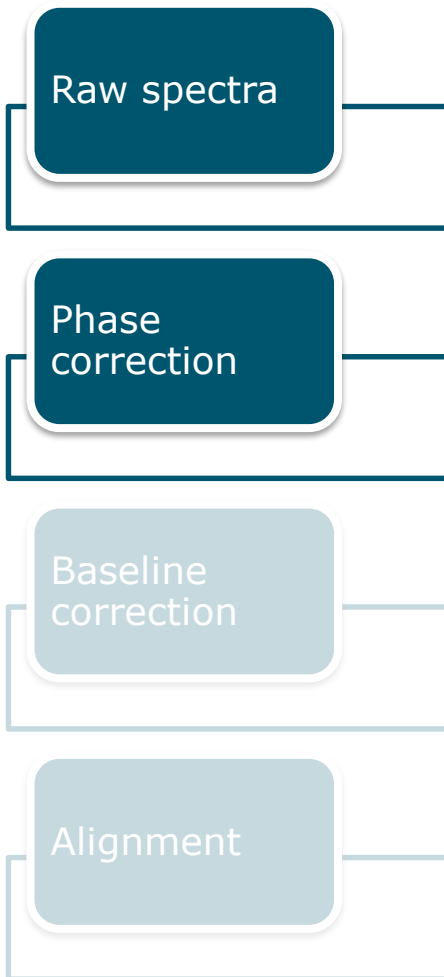 Raw spectra
Phase
correction
Baseline
correction
Alignment